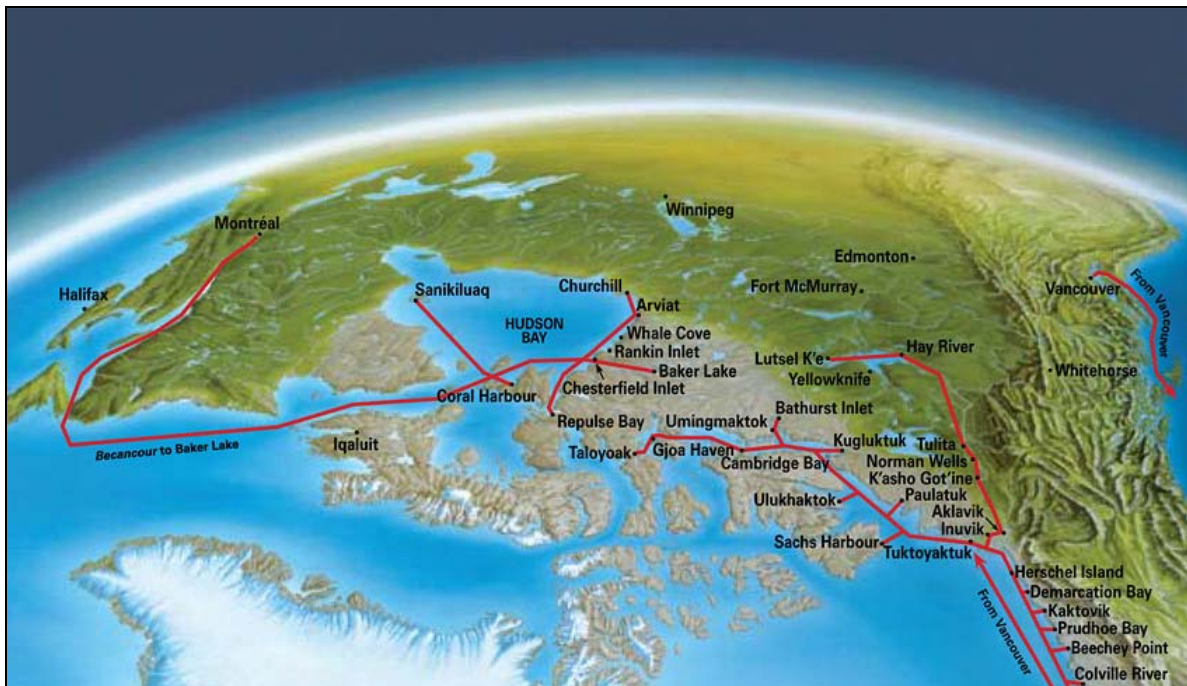 Winnipeg
Montréal
Edmonton
Halifax
Sanikiluaq
Churchill
Fort McMurray
Vancouver
From Vancouver
Arviat
HUDSON
BAY
Whale Cove
Rankin Inlet
Hay River
Lutsel K'e
Baker Lake
Yellowknife
Whitehorse
Chesterfield Inlet
Coral Harbour
Repulse Bay
Bathurst Inlet
Umingmaktok
Iqaluit
Becancour to Baker Lake
Taloyoak
Gjoa Haven
Kugluktuk
Tulita
Cambridge Bay
Norman Wells
K'asho Got'ine
Ulukhaktok
Paulatuk
Aklavik
Inuvik
Sachs Harbour
Tuktoyaktuk
Herschel Island
Demarcation Bay
From Vancouver
Kaktovik
Prudhoe Bay
Beechey Point
Colville River